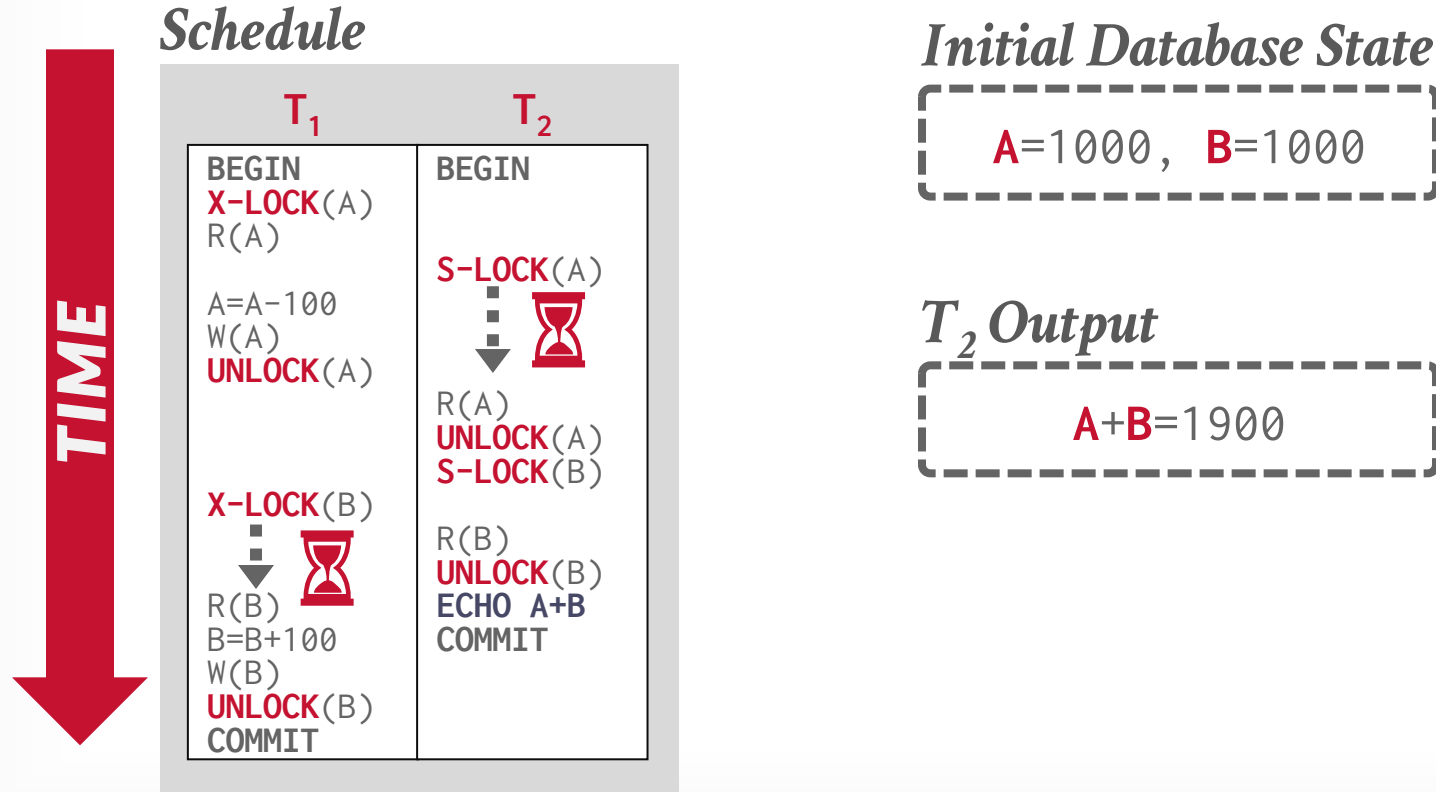 Schedule
TIME
T1
BEGIN
X-LOCK(A)
R(A)
A=A-100
W(A)
UNLOCK(A)
X-LOCK(B)
R(B)
B=B+100
W(B)
UNLOCK(B)
COMMIT
T2
BEGIN
S-LOCK(A)
R(A)
UNLOCK(A)
S-LOCK(B)
R(B)
UNLOCK(B)
ECHO A+B
COMMIT
Initial Database State
A=1000, B=1000
T2 Output
A+B=1900